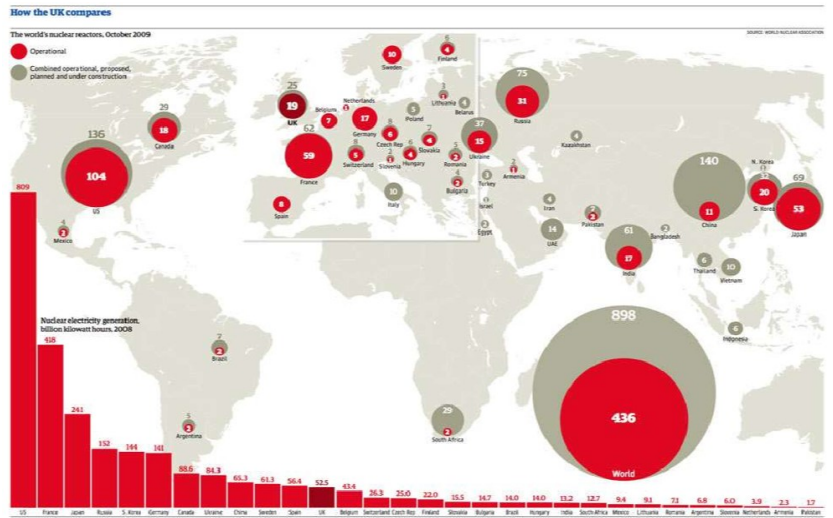 How the UK compares
The world's nuclear reactors, October 2009
SOURCE: WORLD NUCLEAR ASSOCIATION
Operational
Combined operational, proposed,
planned and under construction
136
104
US
29
18
Canada
4
2
Mexico
7
2
Brazil
5
2
Argentina
25
19
UK
Belgium
7
Netherlands
1
10
Sweden
6
4
Finland
3
1
Lithuania
4
Belarus
5
Poland
17
Germany
62
59
France
8
5
Switzerland
6
Czech Rep
2
1
Slovenia
6
4
Hungary
7
4
Slovakia
37
15
Ukraine
5
2
Romania
4
2
Bulgaria
8
Spain
10
Italy
75
31
Russia
4
Kazakhstan
2
1
Armenia
3
Turkey
Israel
2
Egypt
4
Iran
14
UAE
2
Pakistan
61
17
India
2
Bangladesh
140
11
China
N. Korea
20
S. Korea
69
53
Japan
6
Thailand
10
Vietnam
6
Indonesia
29
2
South Africa
898
436
World
Nuclear electricity generation,
billion kilowatt hours, 2008
809 418 241 152 144 141 88.6 84.3 65.3 61.3 56.4 52.5 43.4 26.3 25.0 22.0 15.5 14.7 14.0 14.0 13.2 12.7 9.4 9.1 7.1 6.8 6.0 3.9 2.3 1.7
US France Japan Russia S. Korea Germany Canada Ukraine China Sweden Spain UK Belgium Switzerland Czech Rep Finland Slovakia Bulgaria Brazil Hungary India South Africa Mexico Lithuania Romania Argentina Slovenia Netherlands Armenia Pakistan